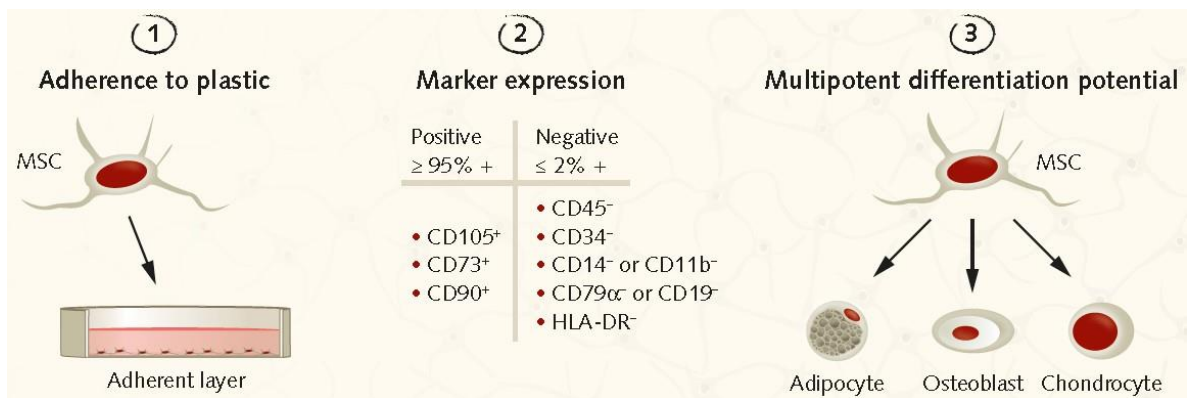 1
Adherence to plastic
MSC
Adherent layer
2
Marker expression
Positive
≥ 95% +
Negative
≤ 2% +
• CD105⁺
• CD73⁺
• CD90⁺
• CD45⁻
• CD34⁻
• CD14⁻ or CD11b⁻
• CD79α⁻ or CD19⁻
• HLA-DR⁻
3
Multipotent differentiation potential
MSC
Adipocyte
Osteoblast
Chondrocyte